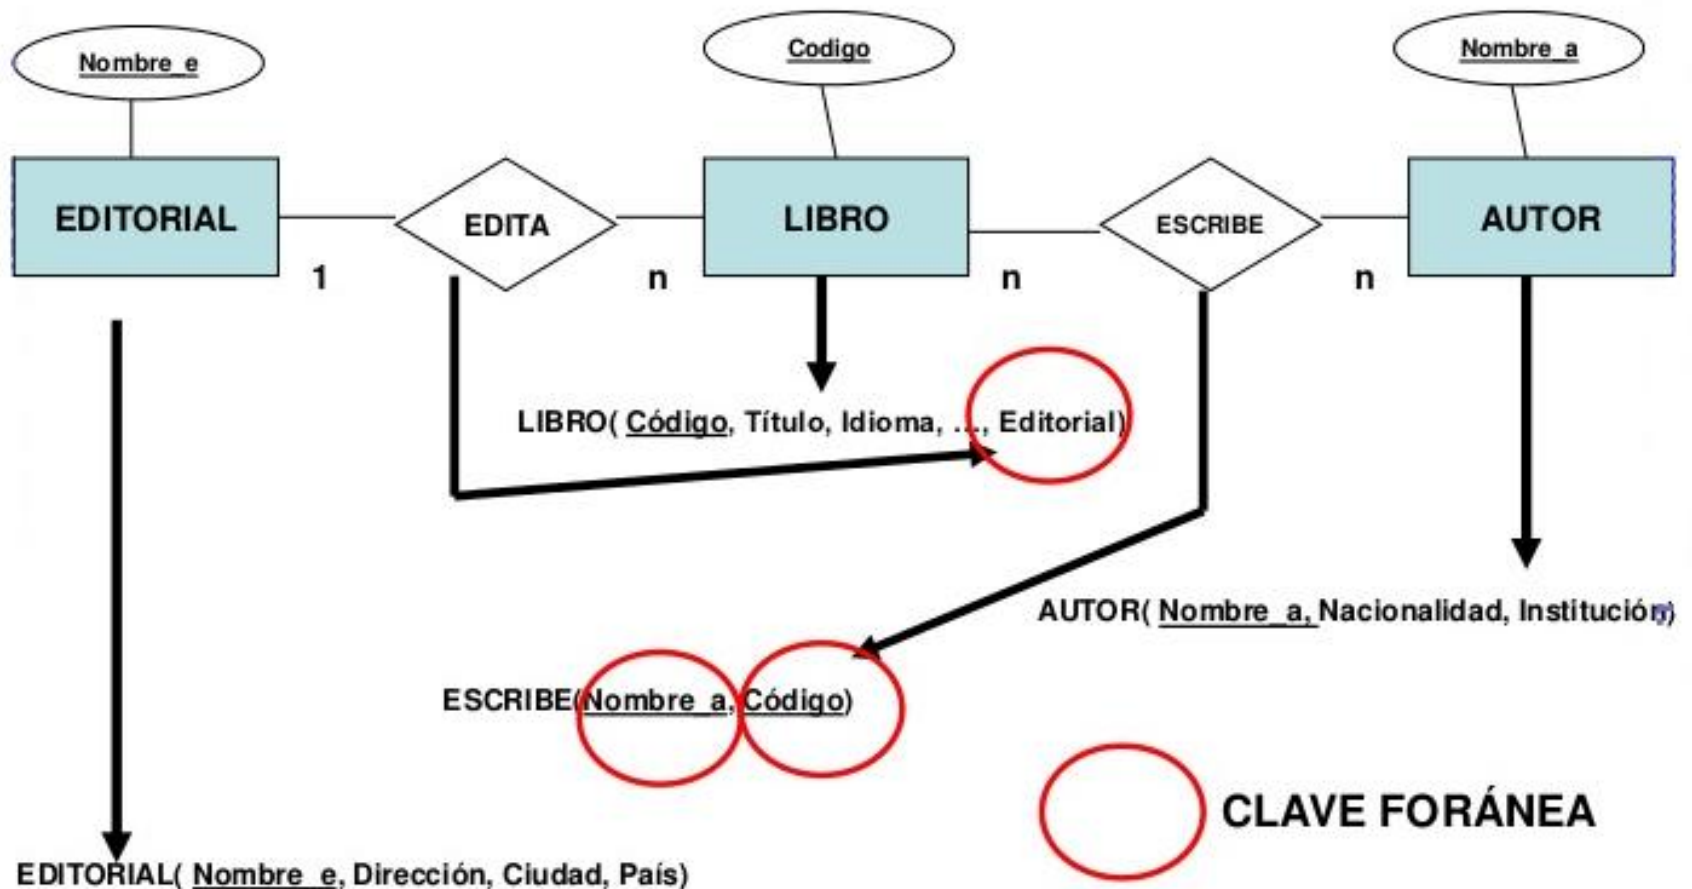 Nombre_e
Codigo
Nombre_a
EDITORIAL
EDITA
LIBRO
ESCRIBE
AUTOR
1
n
n
n
LIBRO( Código, Título, Idioma, ..., Editorial)
AUTOR( Nombre_a, Nacionalidad, Institución)
ESCRIBE(Nombre_a, Código)
CLAVE FORÁNEA
EDITORIAL( Nombre_e, Dirección, Ciudad, País)